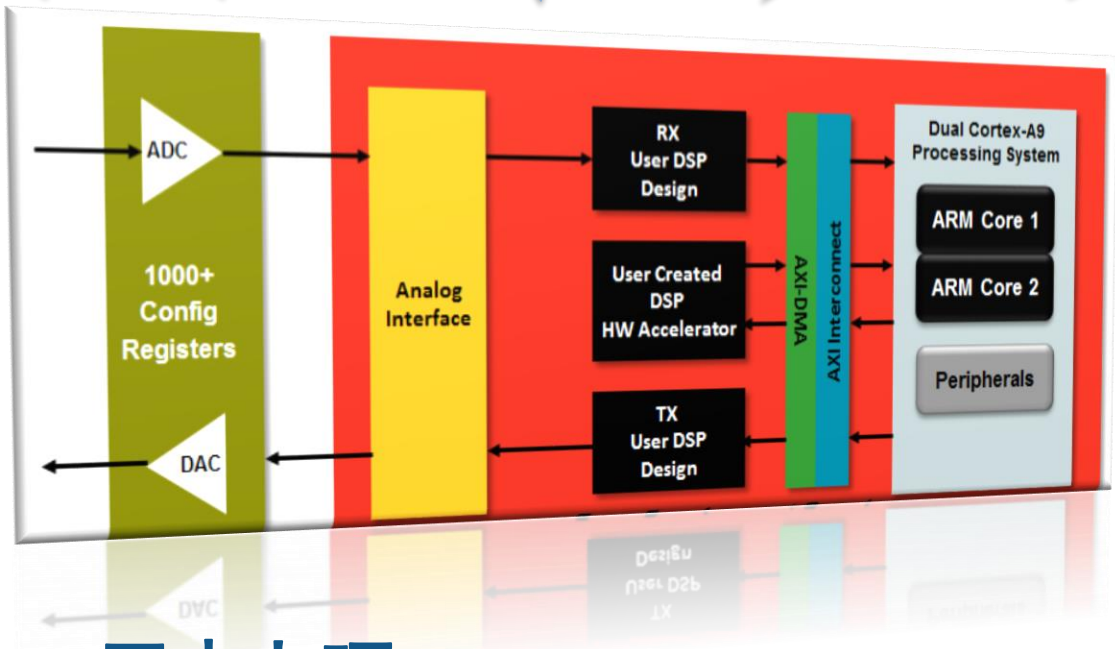 ADC
1000+
Config
Registers
DAC
Analog
Interface
RX
User DSP
Design
User Created
DSP
HW Accelerator
TX
User DSP
Design
AXI-DMA
AXI Interconnect
Dual Cortex-A9
Processing System
ARM Core 1
ARM Core 2
Peripherals